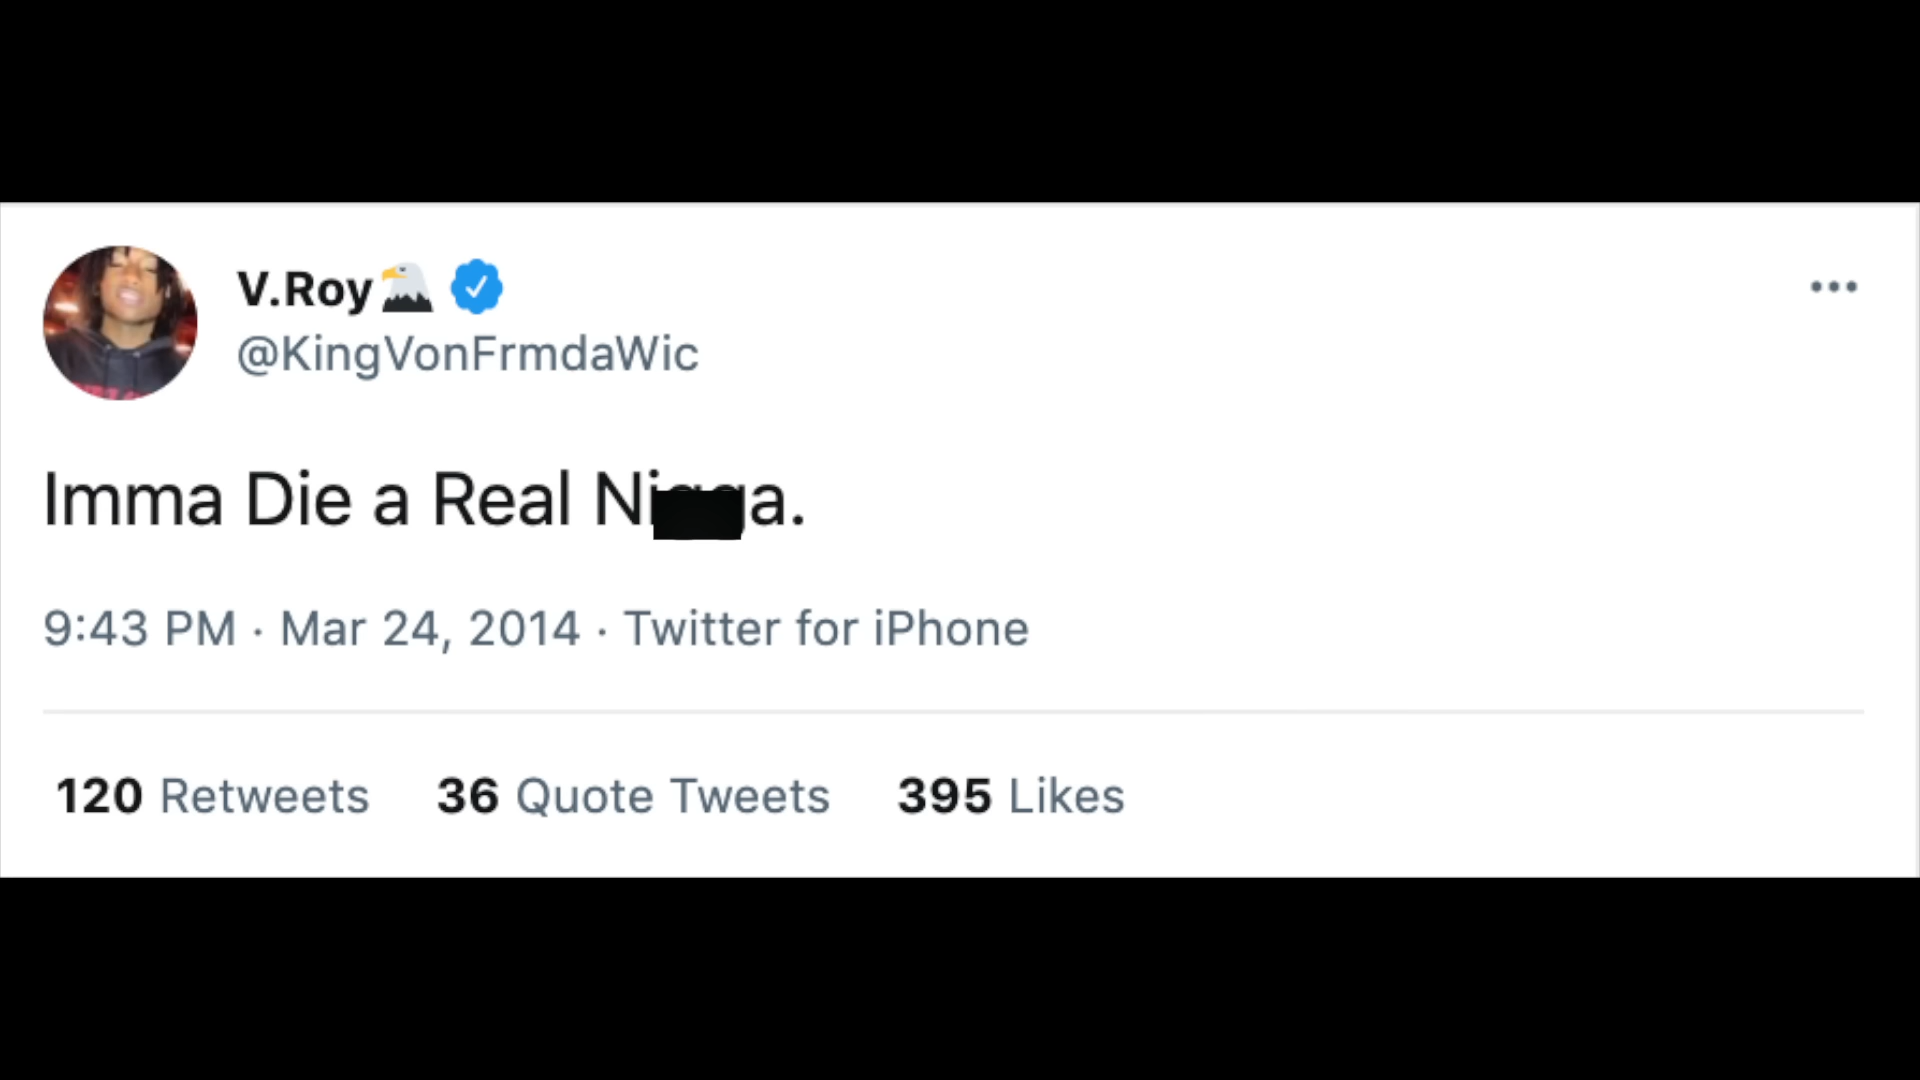 V.Roy🦅
@KingVonFrmdaWic
Imma Die a Real Ni a.
9:43 PM · Mar 24, 2014 · Twitter for iPhone
120 Retweets 36 Quote Tweets 395 Likes